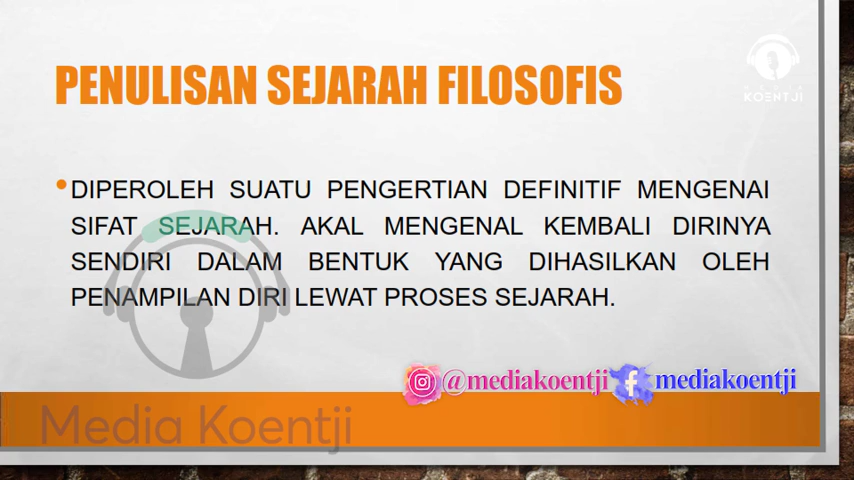 MEDIA
KOENTJI
PENULISAN SEJARAH FILOSOFIS
•DIPEROLEH SUATU PENGERTIAN DEFINITIF MENGENAI
SIFAT SEJARAH. AKAL MENGENAL KEMBALI DIRINYA
SENDIRI DALAM BENTUK YANG DIHASILKAN OLEH
PENAMPILAN DIRI LEWAT PROSES SEJARAH.
@mediakoentji mediakoentji
Media Koentji